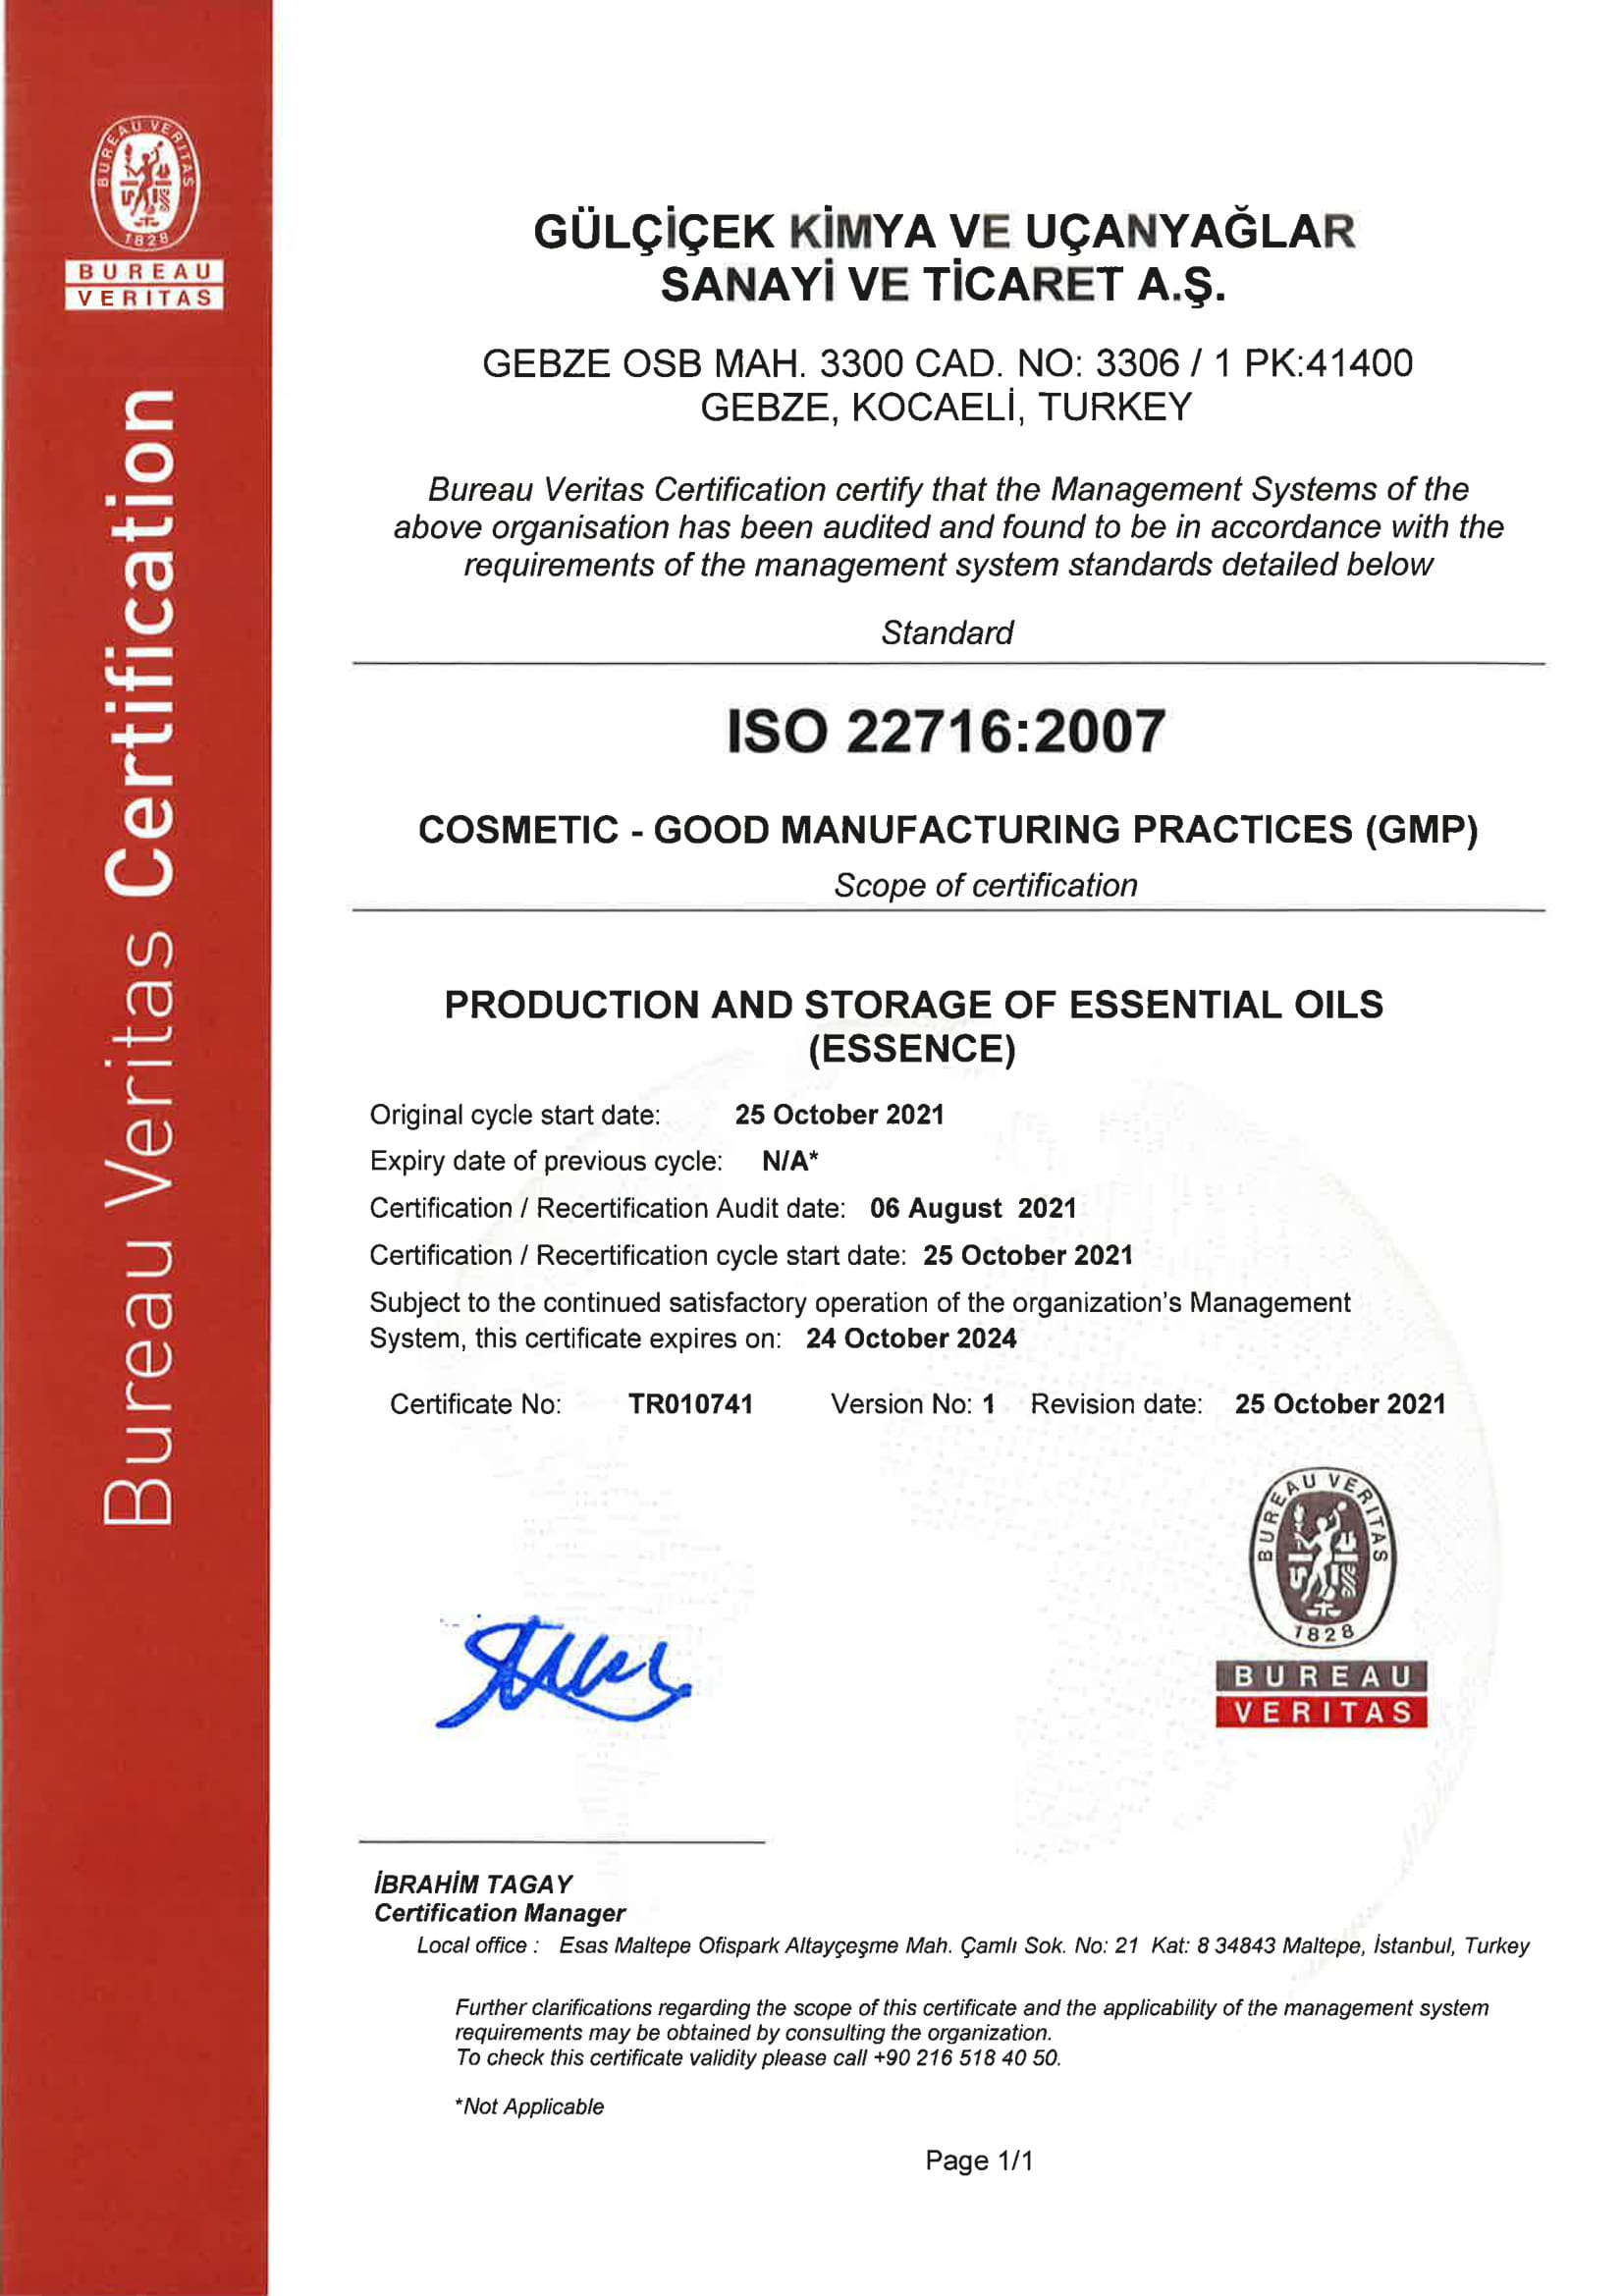 BUREAU VERITAS
1828
BUREAU
VERITAS
Bureau Veritas Certification
GÜLÇİÇEK KİMYA VE UÇANYAĞLAR
SANAYİ VE TİCARET A.Ş.
GEBZE OSB MAH. 3300 CAD. NO: 3306 / 1 PK:41400
GEBZE, KOCAELİ, TURKEY
Bureau Veritas Certification certify that the Management Systems of the
above organisation has been audited and found to be in accordance with the
requirements of the management system standards detailed below
Standard
ISO 22716:2007
COSMETIC - GOOD MANUFACTURING PRACTICES (GMP)
Scope of certification
PRODUCTION AND STORAGE OF ESSENTIAL OILS
(ESSENCE)
Original cycle start date: 25 October 2021
Expiry date of previous cycle: N/A*
Certification / Recertification Audit date: 06 August 2021
Certification / Recertification cycle start date: 25 October 2021
Subject to the continued satisfactory operation of the organization's Management
System, this certificate expires on: 24 October 2024
Certificate No: TR010741 Version No: 1 Revision date: 25 October 2021
BUREAU VERITAS
1828
BUREAU
VERITAS
İBRAHİM TAGAY
Certification Manager
Local office : Esas Maltepe Ofispark Altayçeşme Mah. Çamlı Sok. No: 21 Kat: 8 34843 Maltepe, İstanbul, Turkey
Further clarifications regarding the scope of this certificate and the applicability of the management system
requirements may be obtained by consulting the organization.
To check this certificate validity please call +90 216 518 40 50.
*Not Applicable
Page 1/1